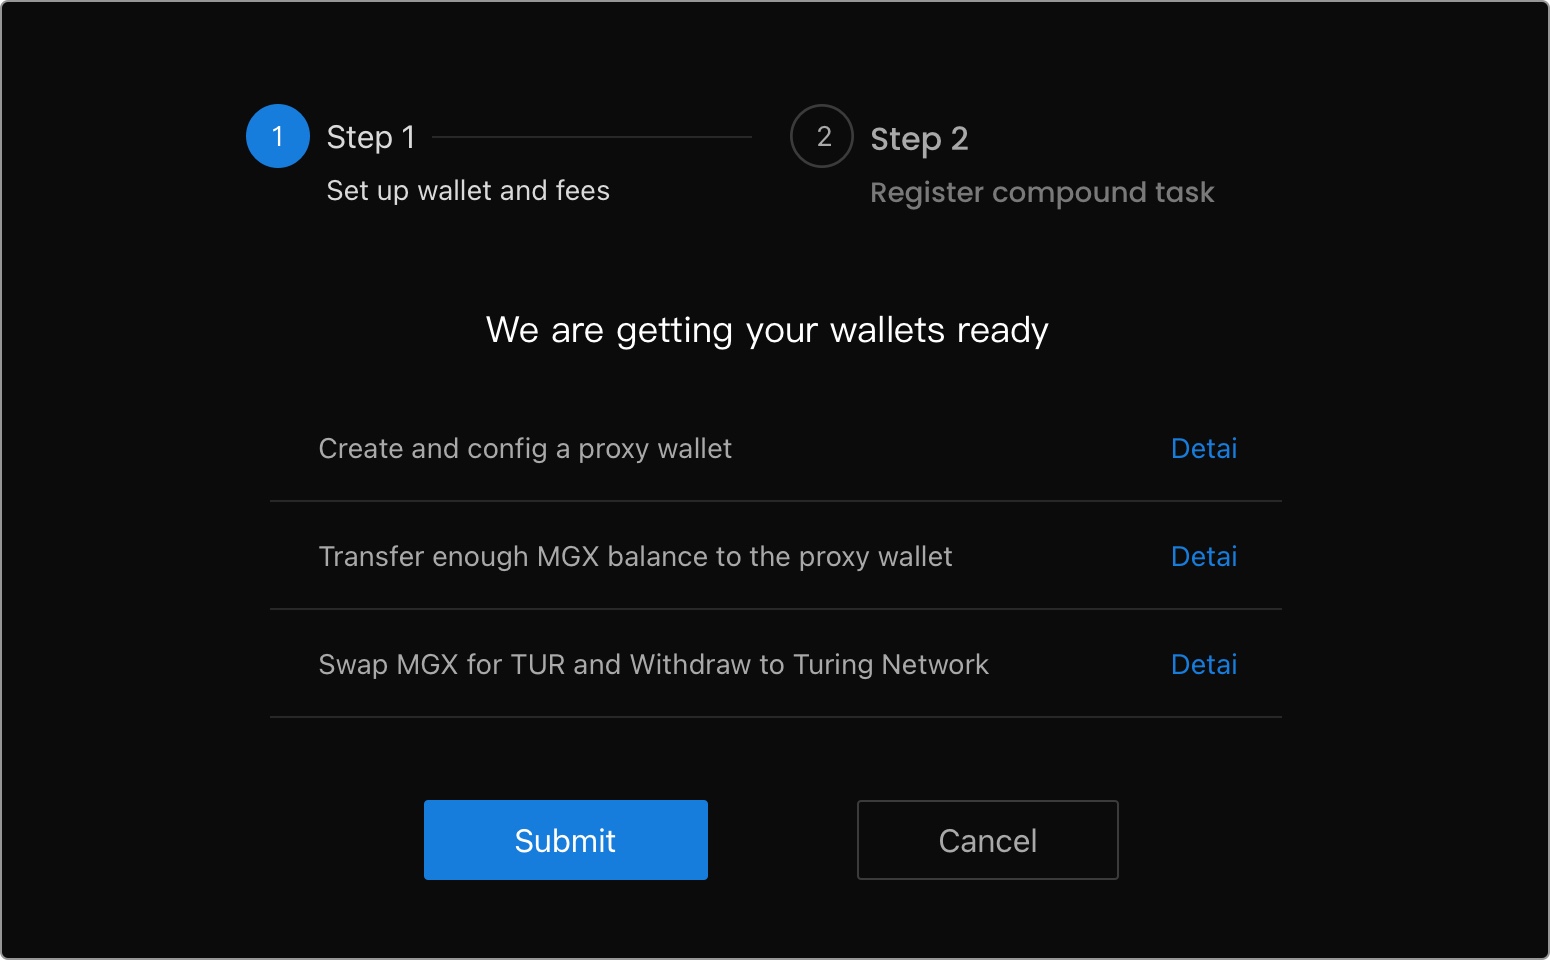 1 Step 1
Set up wallet and fees
2 Step 2
Register compound task
We are getting your wallets ready
Create and config a proxy wallet Detai
Transfer enough MGX balance to the proxy wallet Detai
Swap MGX for TUR and Withdraw to Turing Network Detai
Submit Cancel